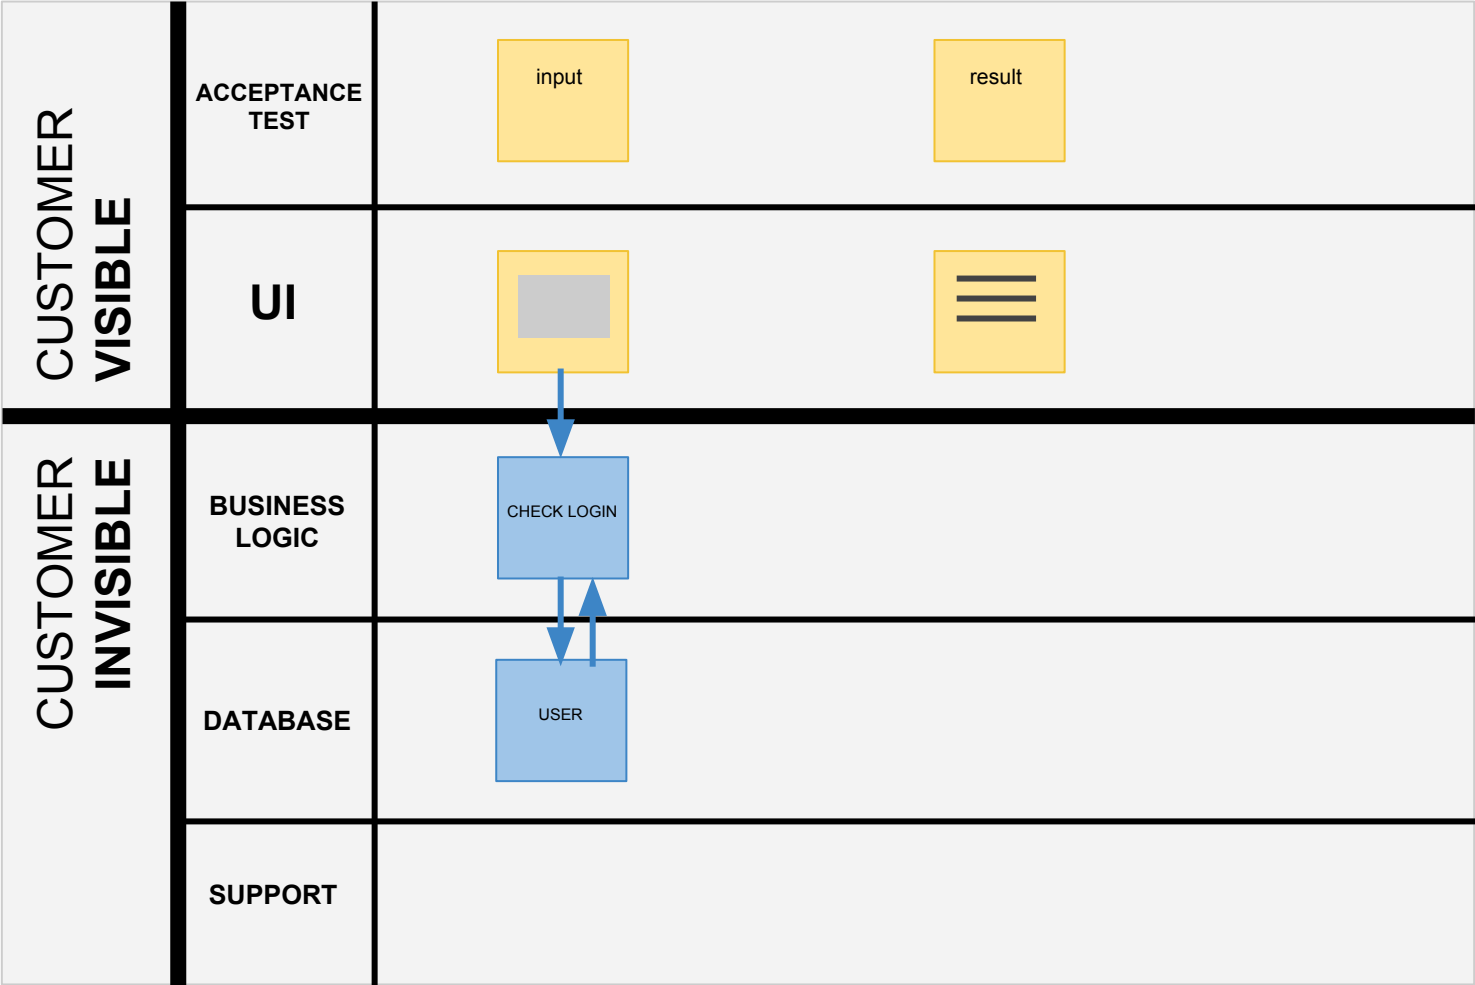 CUSTOMER
VISIBLE
ACCEPTANCE
TEST
input
result
UI
CUSTOMER
INVISIBLE
BUSINESS
LOGIC
CHECK LOGIN
DATABASE
USER
SUPPORT